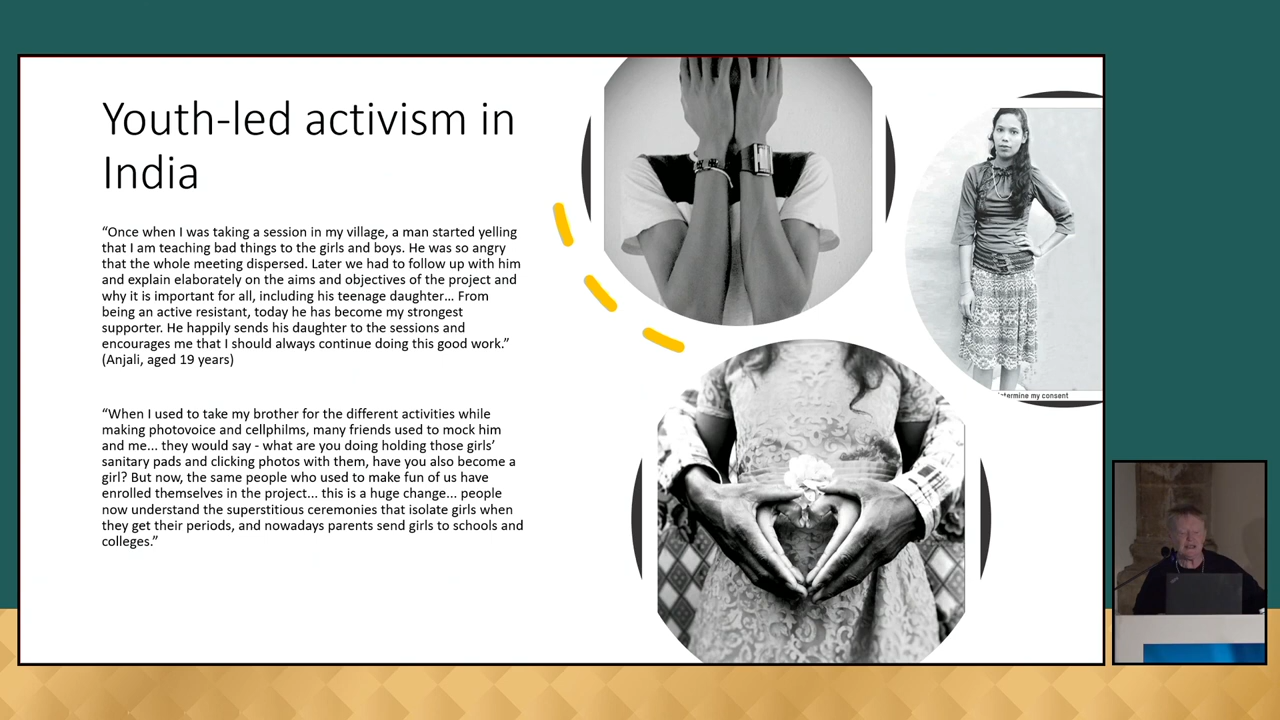 Youth-led activism in
India
“Once when I was taking a session in my village, a man started yelling
that I am teaching bad things to the girls and boys. He was so angry
that the whole meeting dispersed. Later we had to follow up with him
and explain elaborately on the aims and objectives of the project and
why it is important for all, including his teenage daughter... From
being an active resistant, today he has become my strongest
supporter. He happily sends his daughter to the sessions and
encourages me that I should always continue doing this good work.”
(Anjali, aged 19 years)
“When I used to take my brother for the different activities while
making photovoice and cellphilms, many friends used to mock him
and me... they would say - what are you doing holding those girls’
sanitary pads and clicking photos with them, have you also become a
girl? But now, the same people who used to make fun of us have
enrolled themselves in the project... this is a huge change... people
now understand the superstitious ceremonies that isolate girls when
they get their periods, and nowadays parents send girls to schools and
colleges.”
my consent